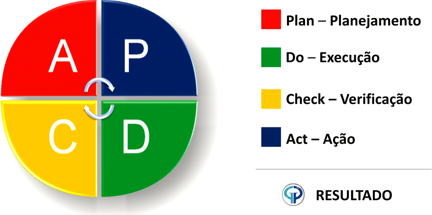 A P
C D
Plan – Planejamento
Do – Execução
Check – Verificação
Act – Ação
RESULTADO